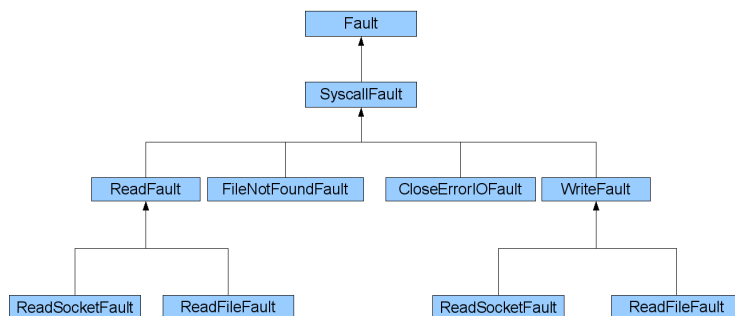 Fault
SyscallFault
ReadFault
FileNotFoundFault
CloseErrorIOFault
WriteFault
ReadSocketFault
ReadFileFault
ReadSocketFault
ReadFileFault